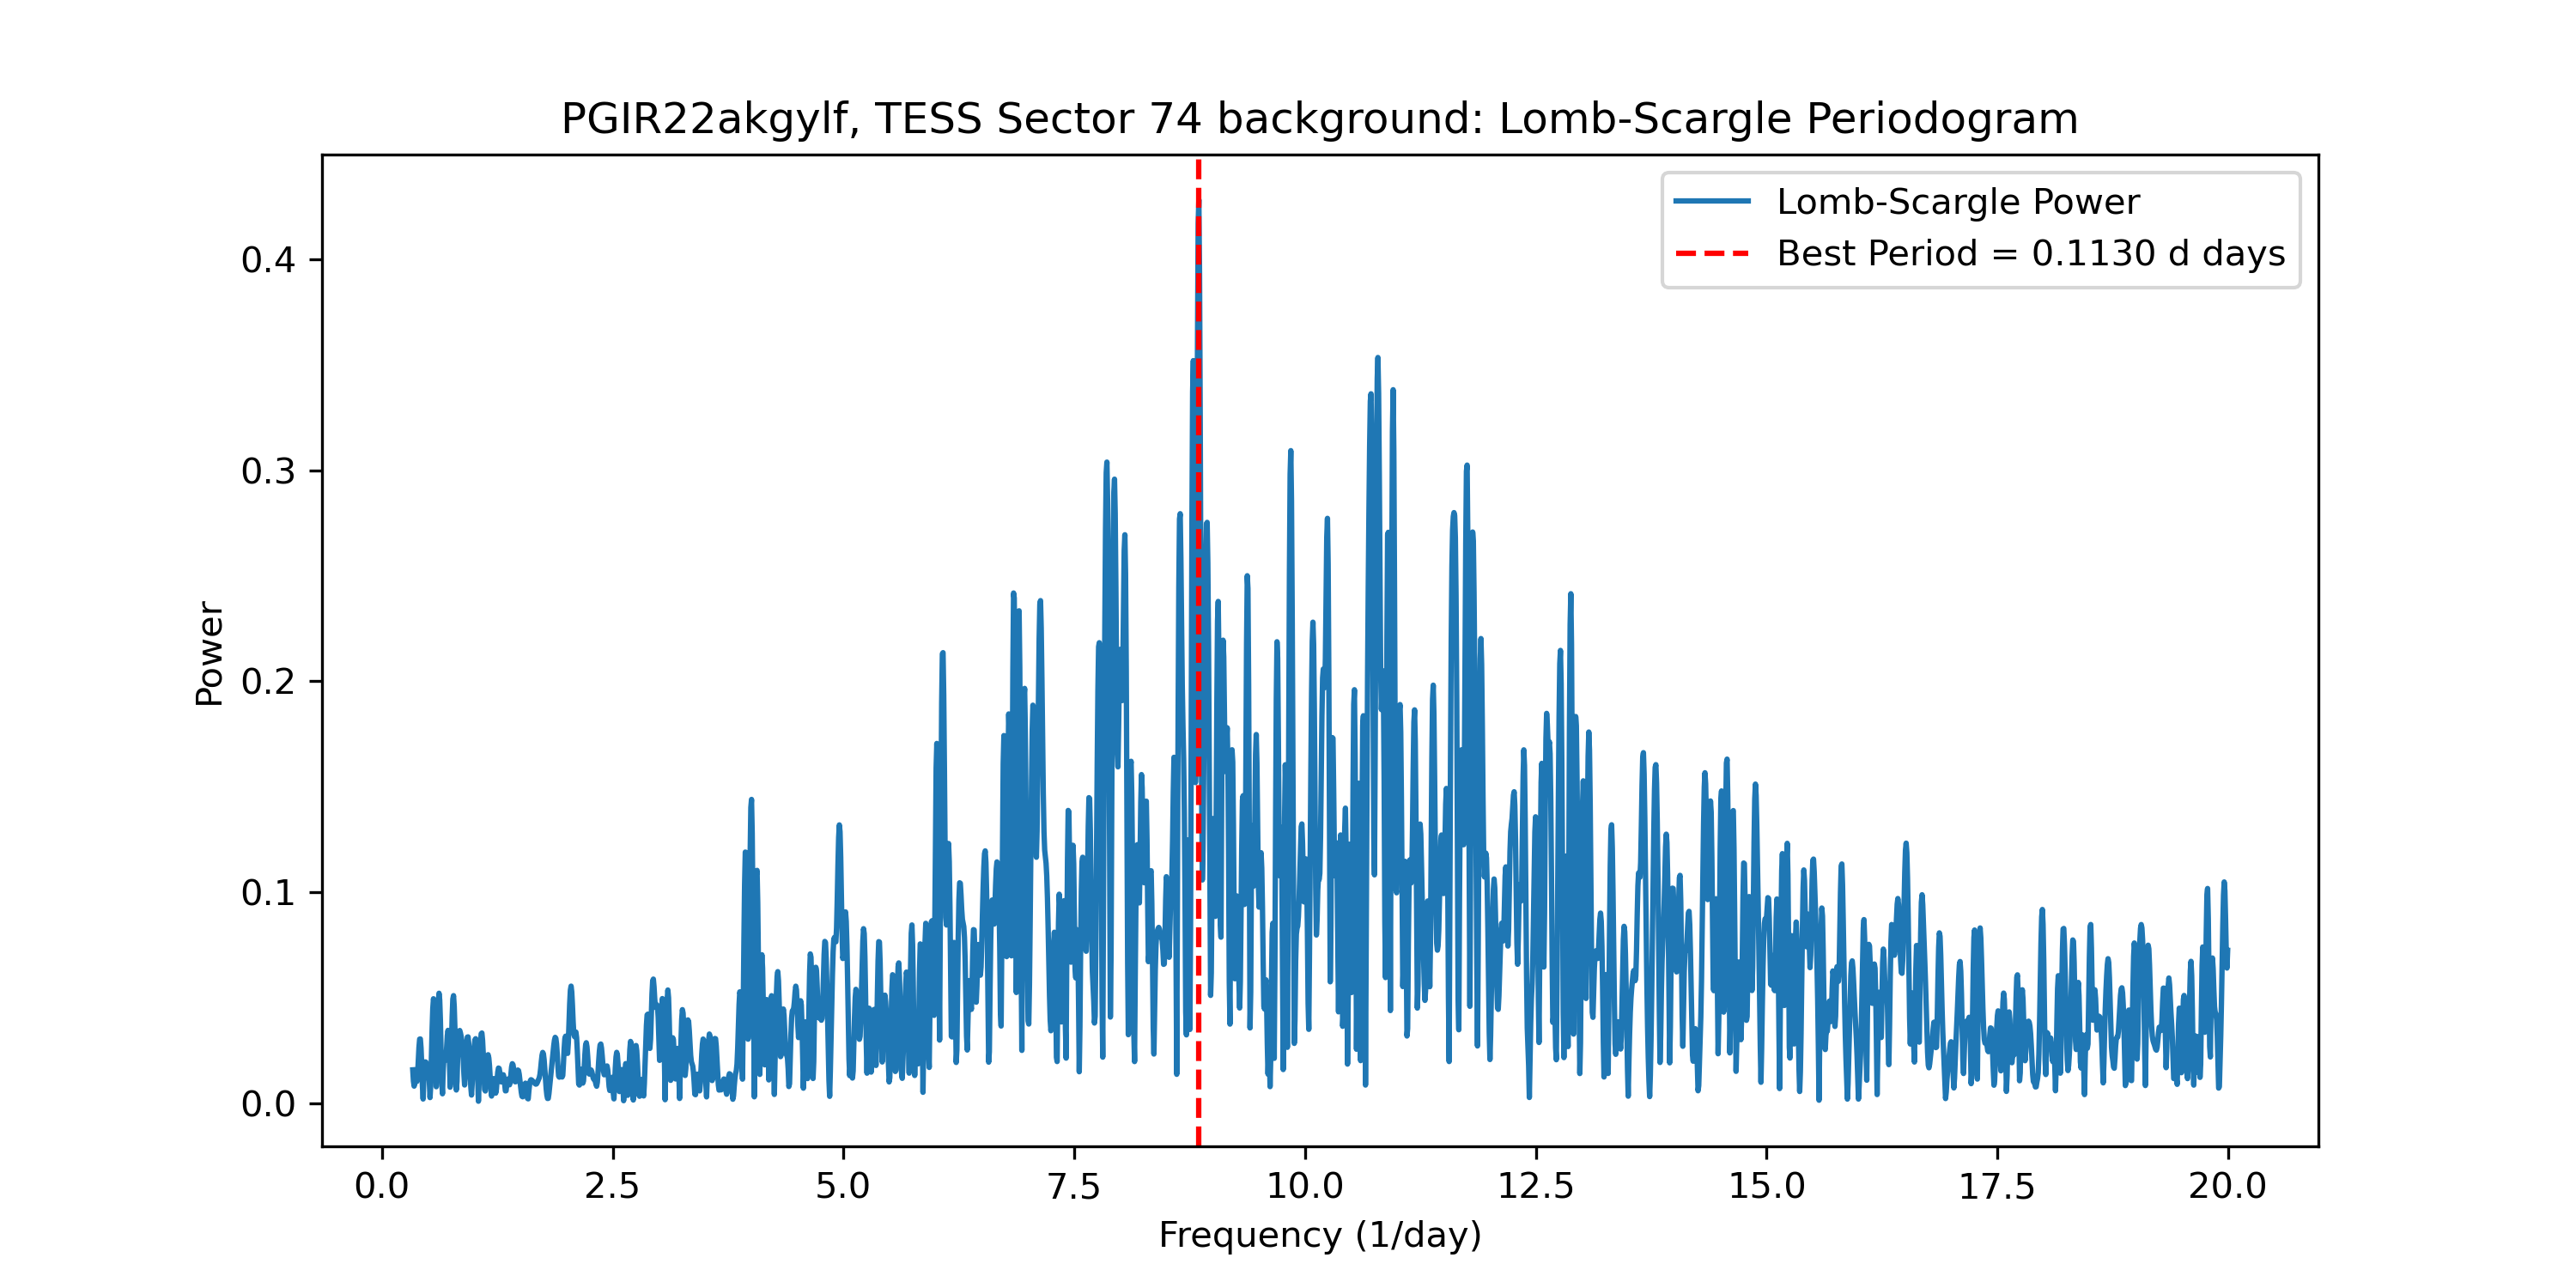 PGIR22akgylf, TESS Sector 74 background: Lomb-Scargle Periodogram
Lomb-Scargle Power
Best Period = 0.1130 d days
Power
0.4
0.3
0.2
0.1
0.0
0.0 2.5 5.0 7.5 10.0 12.5 15.0 17.5 20.0
Frequency (1/day)